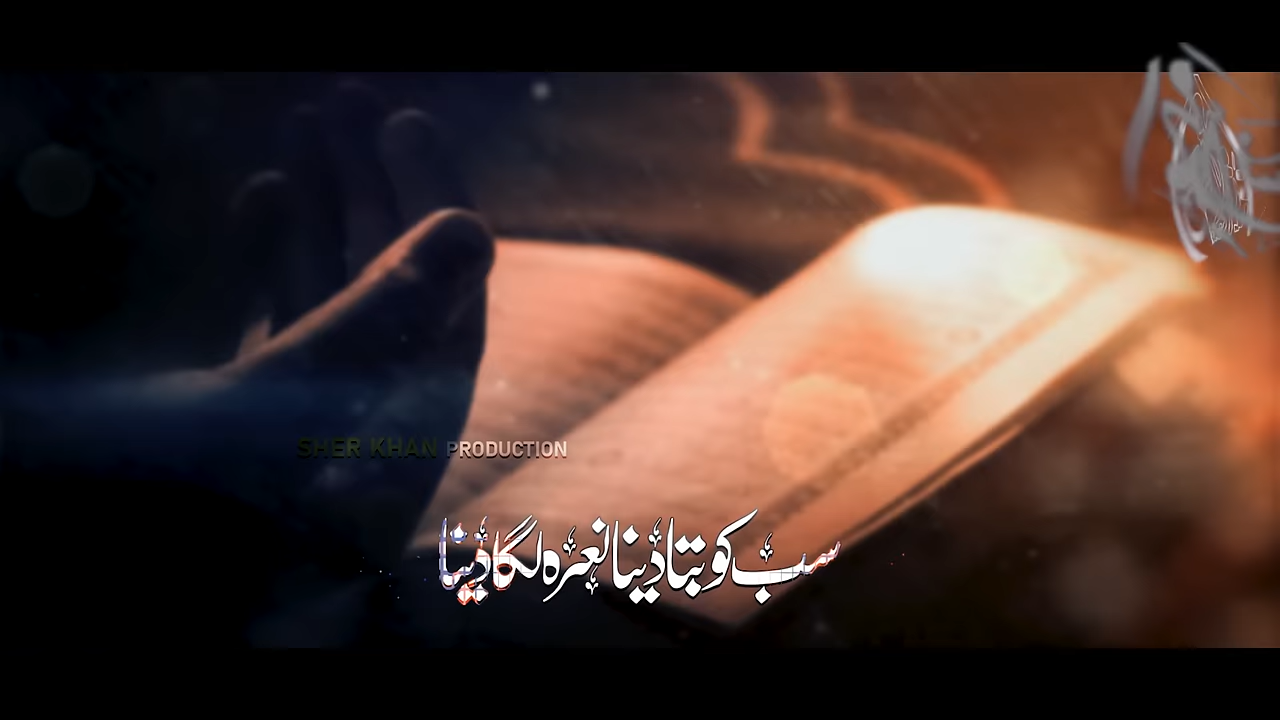 SHER KHAN PRODUCTION
سب کو بتا دینا نعرہ لگا دینا